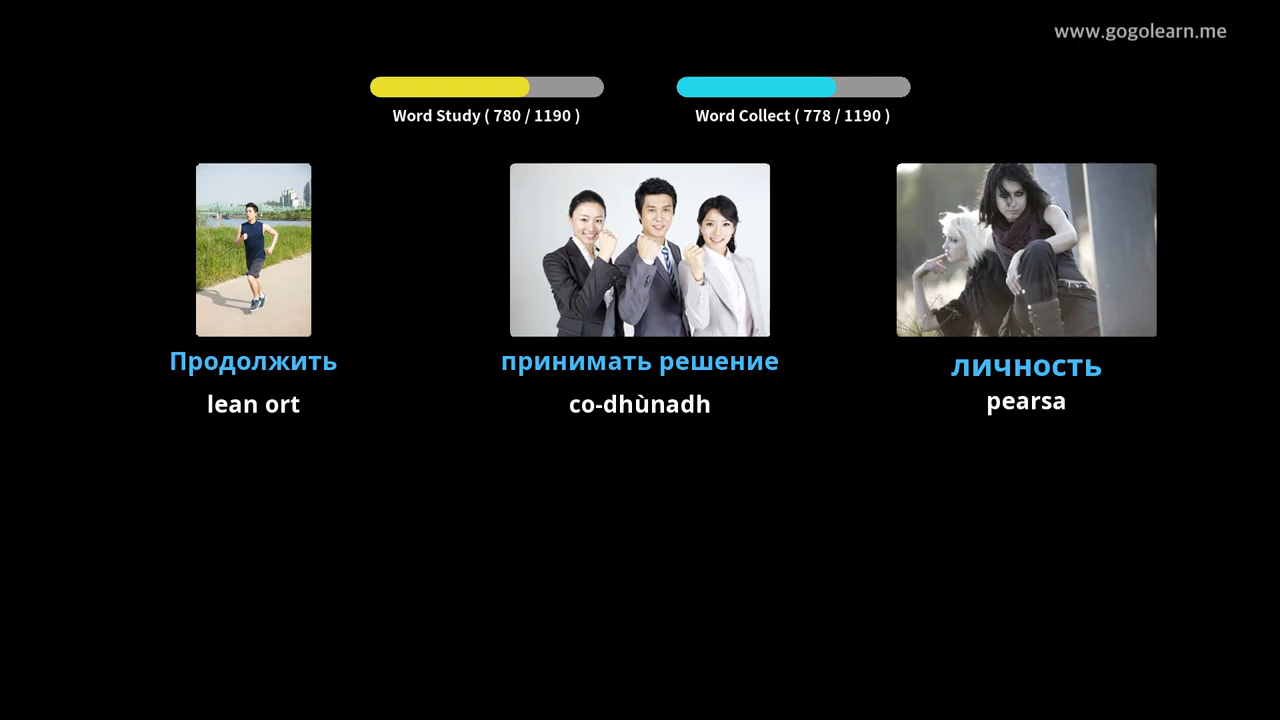 www.gogolearn.me
Word Study ( 780 / 1190 )
Word Collect ( 778 / 1190 )
Продолжить
lean ort
принимать решение
co-dhùnadh
личность
pearsa